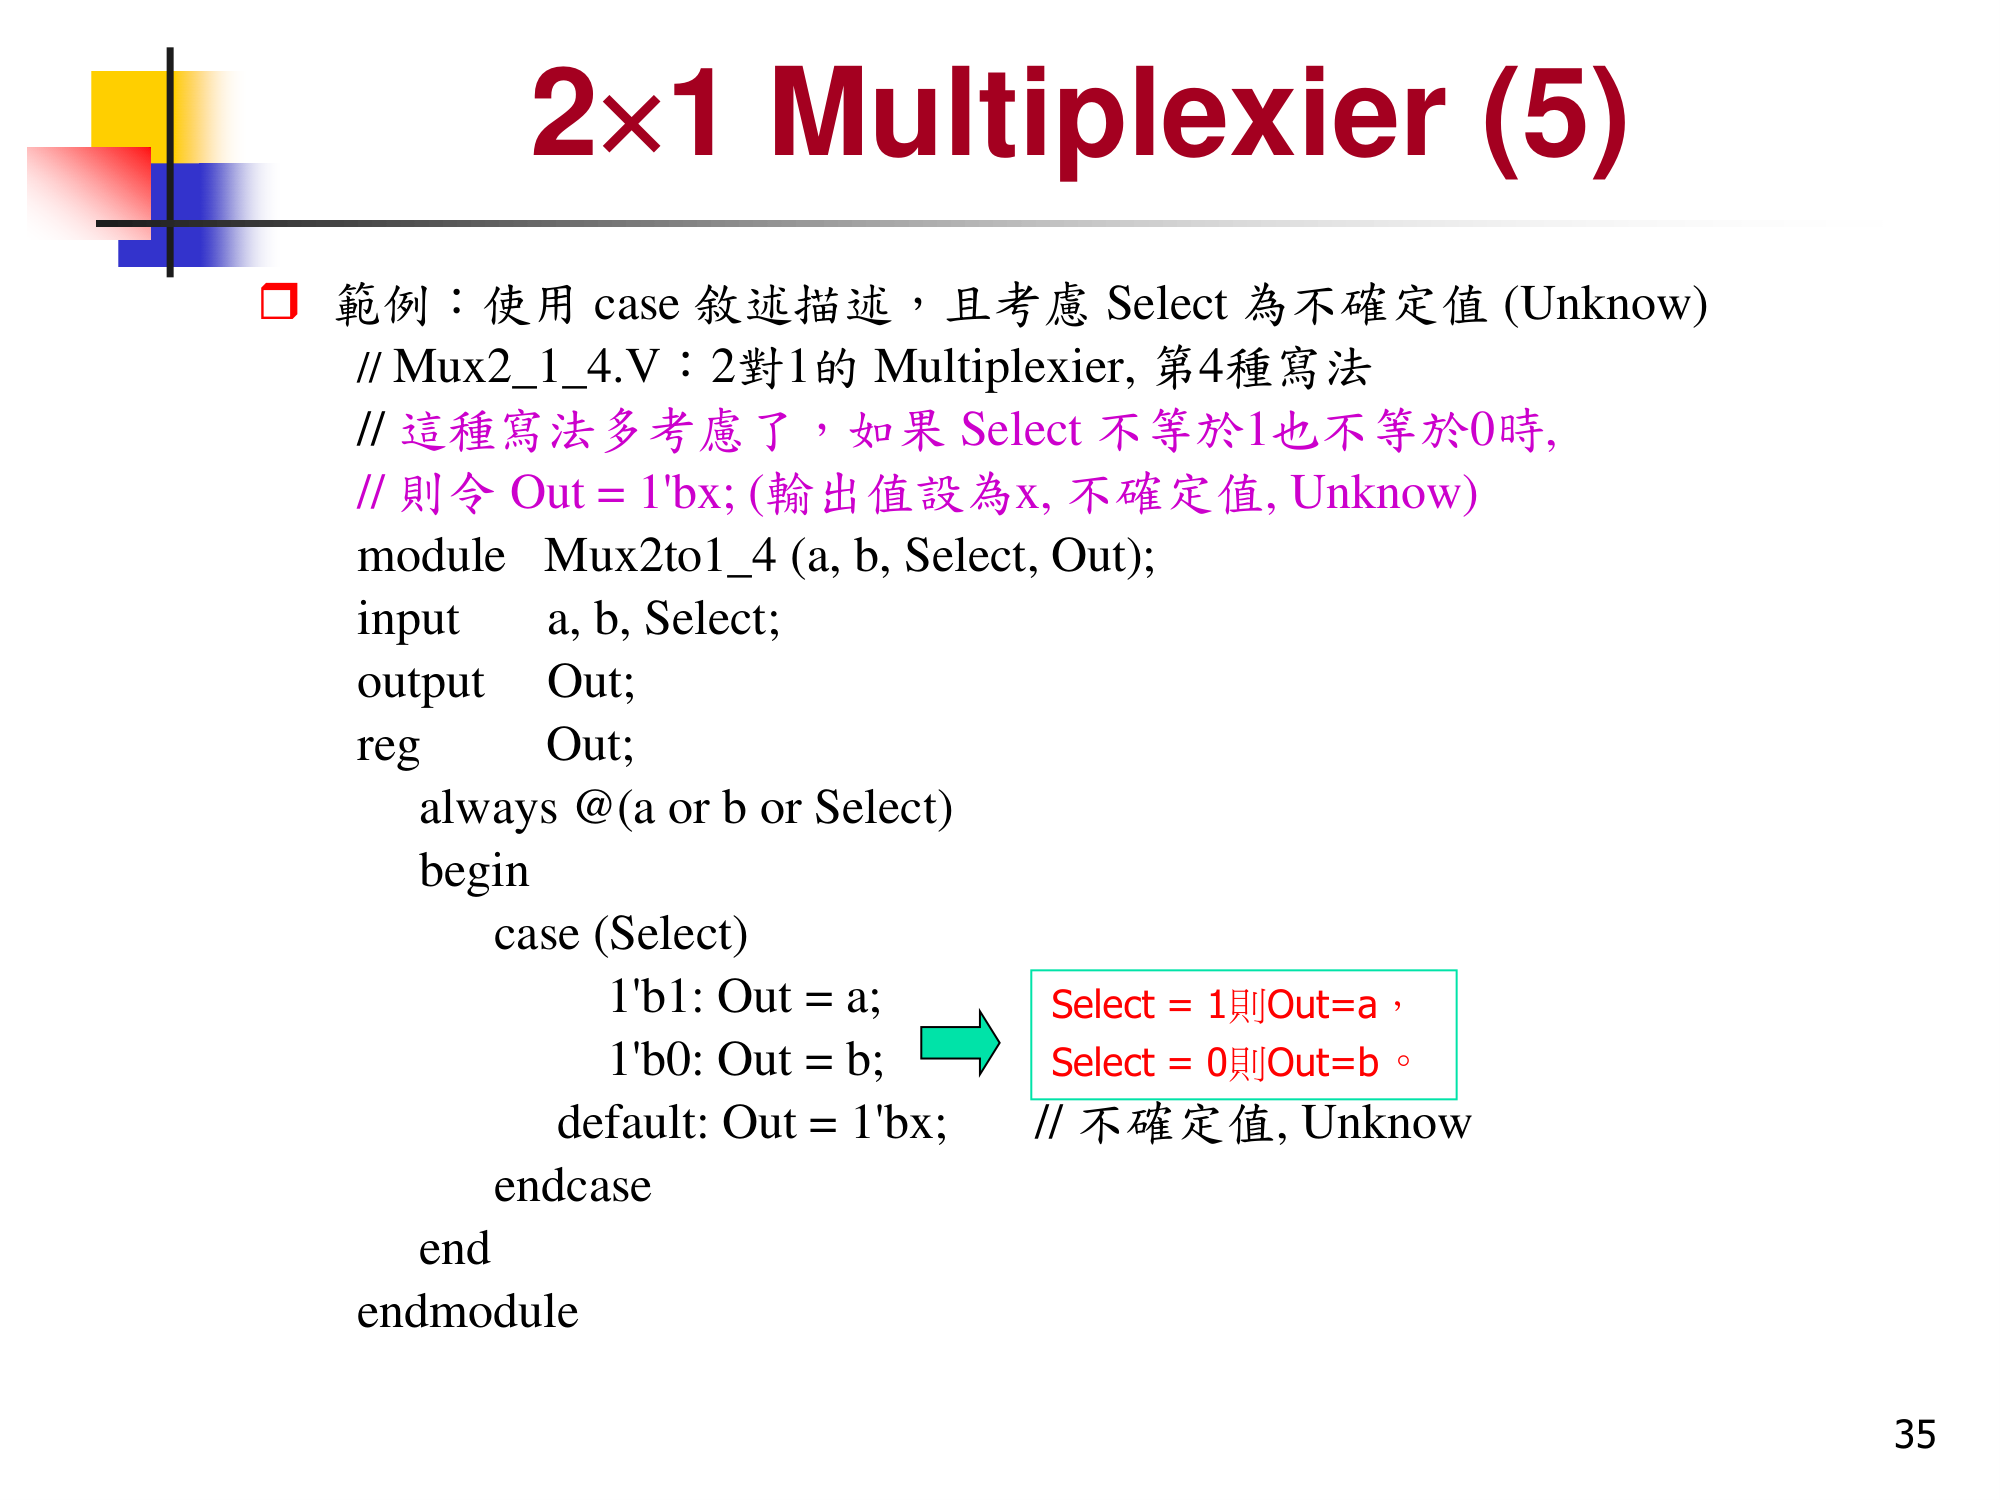 2×1 Multiplexier (5)
範例：使用 case 敘述描述，且考慮 Select 為不確定值 (Unknow)
// Mux2_1_4.V：2對1的 Multiplexier, 第4種寫法
// 這種寫法多考慮了，如果 Select 不等於1也不等於0時,
// 則令 Out = 1'bx; (輸出值設為x, 不確定值, Unknow)
module Mux2to1_4 (a, b, Select, Out);
input a, b, Select;
output Out;
reg Out;
always @(a or b or Select)
begin
case (Select)
1'b1: Out = a;
1'b0: Out = b;
Select = 1則Out=a，
Select = 0則Out=b。
default: Out = 1'bx; // 不確定值, Unknow
endcase
end
endmodule
35